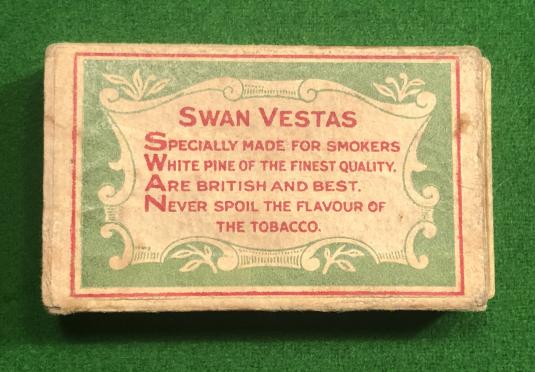 SWAN VESTAS
SPECIALLY MADE FOR SMOKERS
WHITE PINE OF THE FINEST QUALITY.
ARE BRITISH AND BEST.
NEVER SPOIL THE FLAVOUR OF
THE TOBACCO.